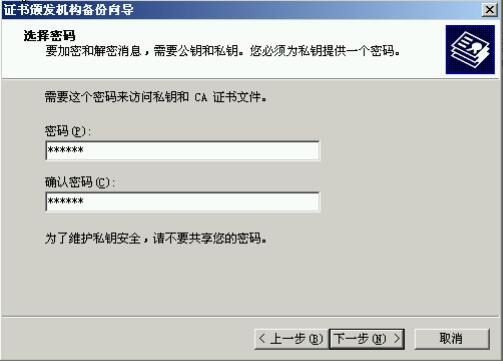 证书颁发机构备份向导
选择密码
要加密和解密消息，需要公钥和私钥。您必须为私钥提供一个密码。
需要这个密码来访问私钥和 CA 证书文件。
密码(P):
******
确认密码(C):
******
为了维护私钥安全，请不要共享您的密码。
< 上一步(B) 下一步(N) > 取消